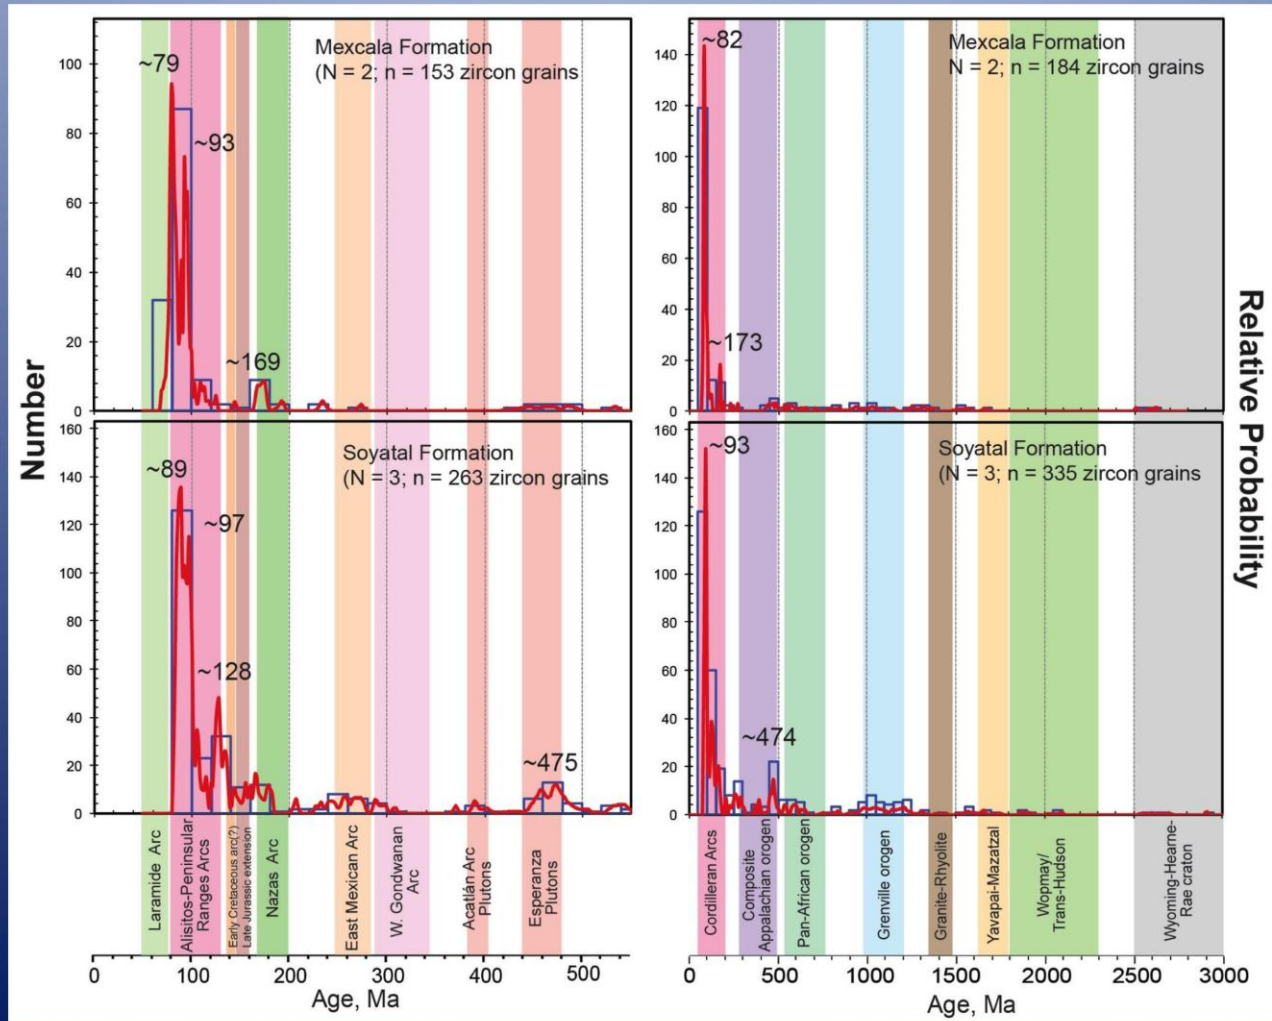 Number
Mexcala Formation
(N = 2; n = 153 zircon grains
~79
~93
~169
100
80
60
40
20
0
Soyatal Formation
(N = 3; n = 263 zircon grains
~89
~97
~128
~475
160
140
120
100
80
60
40
20
0
Laramide Arc
Alisitos-Peninsular
Ranges Arcs
Early Cretaceous arc(?)
Late Jurassic extension
Nazas Arc
East Mexican Arc
W. Gondwanan
Arc
Acatlán Arc
Plutons
Esperanza
Plutons
0 100 200 300 400 500
Age, Ma
Mexcala Formation
N = 2; n = 184 zircon grains
~82
~173
140
120
100
80
60
40
20
0
Soyatal Formation
(N = 3; n = 335 zircon grains
~93
~474
160
140
120
100
80
60
40
20
0
Cordilleran Arcs
Composite
Appalachian orogen
Pan-African orogen
Grenville orogen
Granite-Rhyolite
Yavapai-Mazatzal
Wopmay/
Trans-Hudson
Wyoming-Hearne-
Rae craton
0 500 1000 1500 2000 2500 3000
Age, Ma
Relative Probability